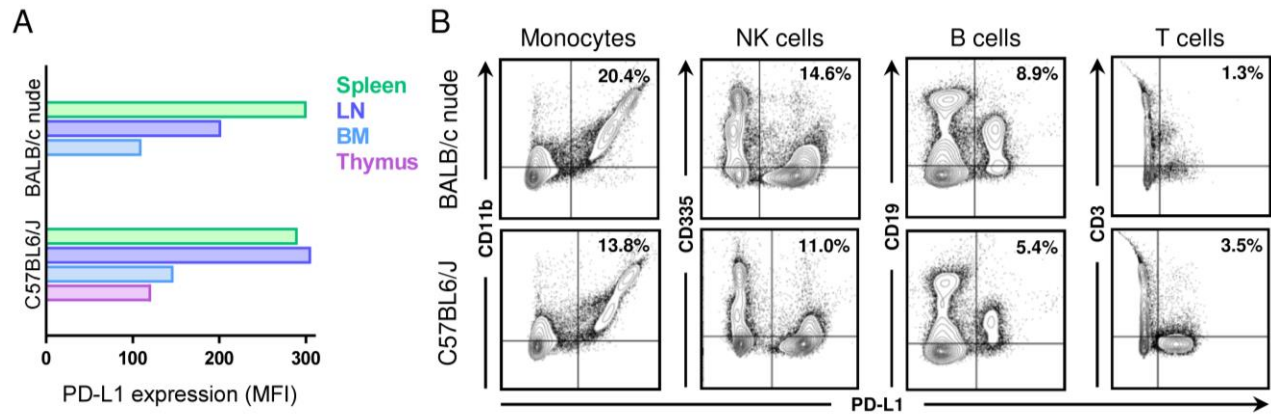 A
BALB/c nude
C57BL6/J
0 100 200 300
PD-L1 expression (MFI)
Spleen
LN
BM
Thymus
B
Monocytes NK cells B cells T cells
BALB/c nude
C57BL6/J
20.4% 14.6% 8.9% 1.3%
CD11b CD335 CD19 CD3
13.8% 11.0% 5.4% 3.5%
PD-L1